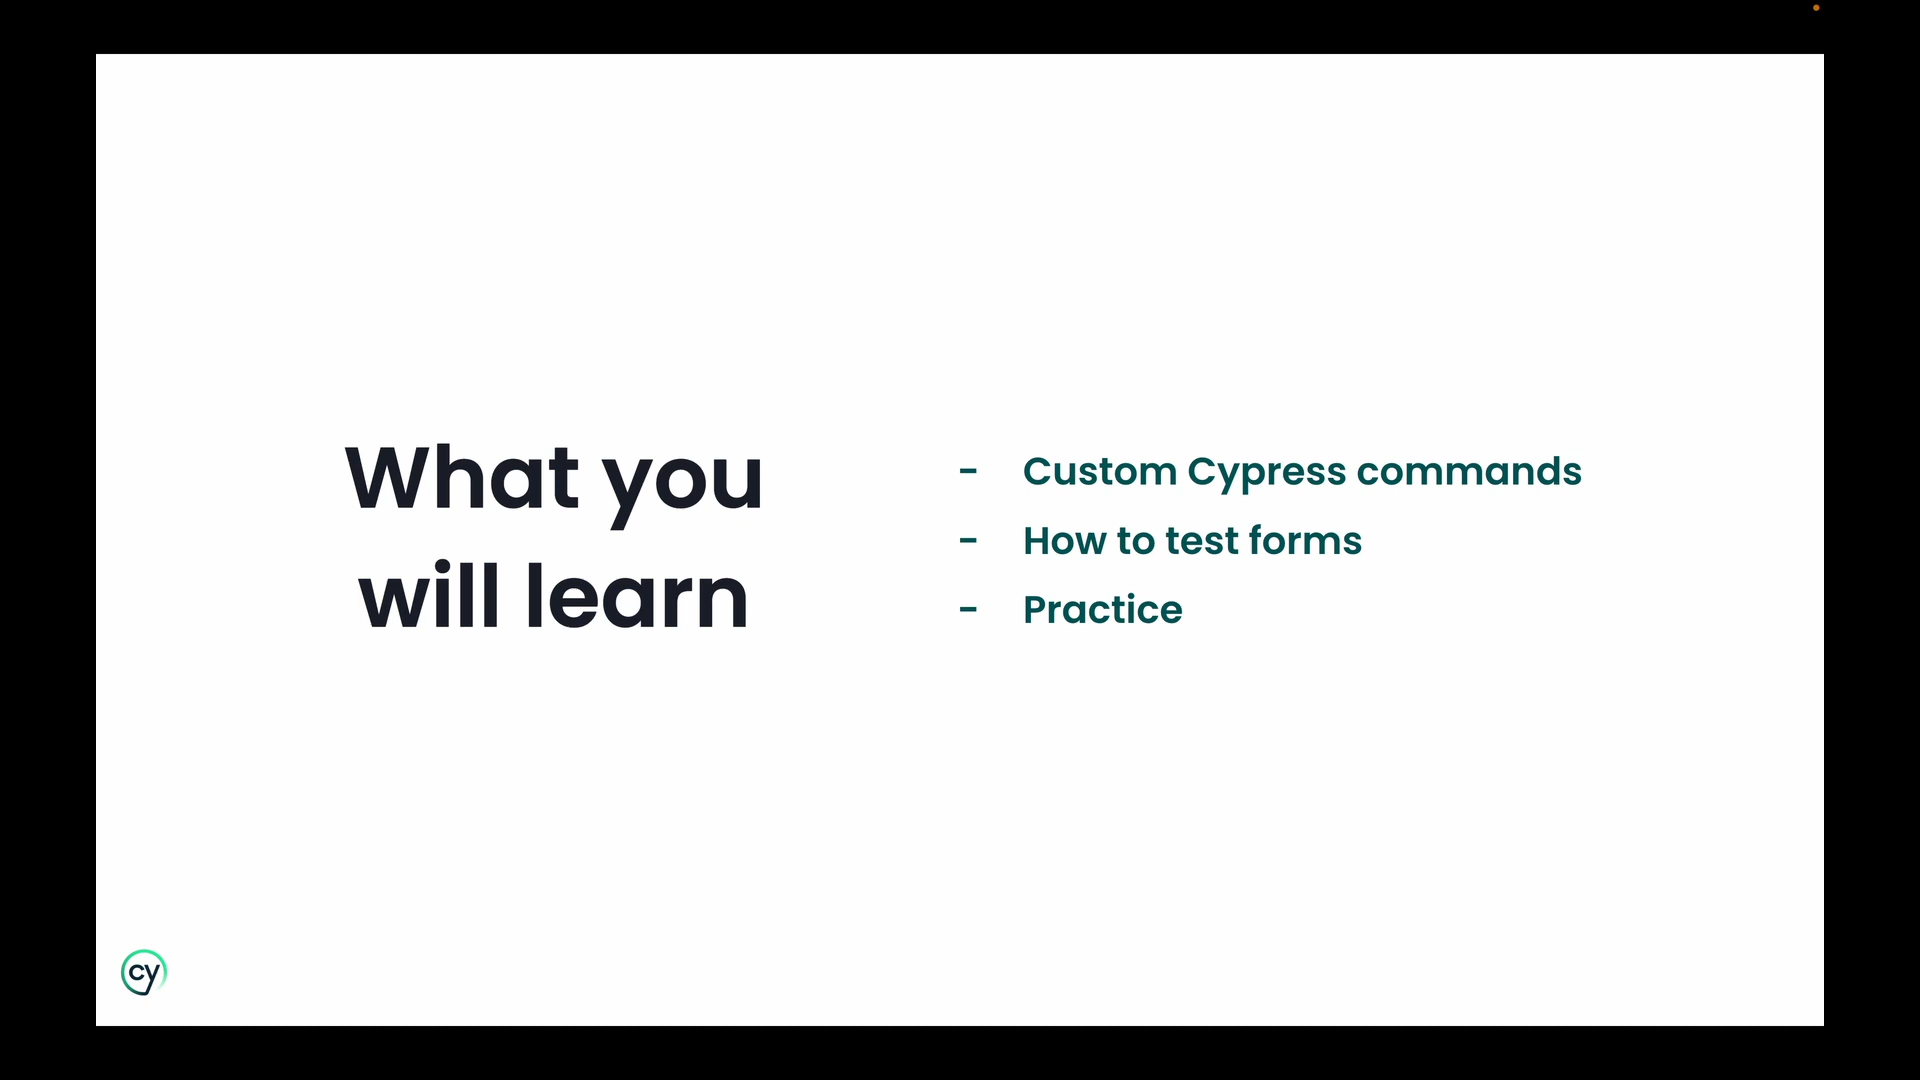 What you
will learn
- Custom Cypress commands
- How to test forms
- Practice
cy